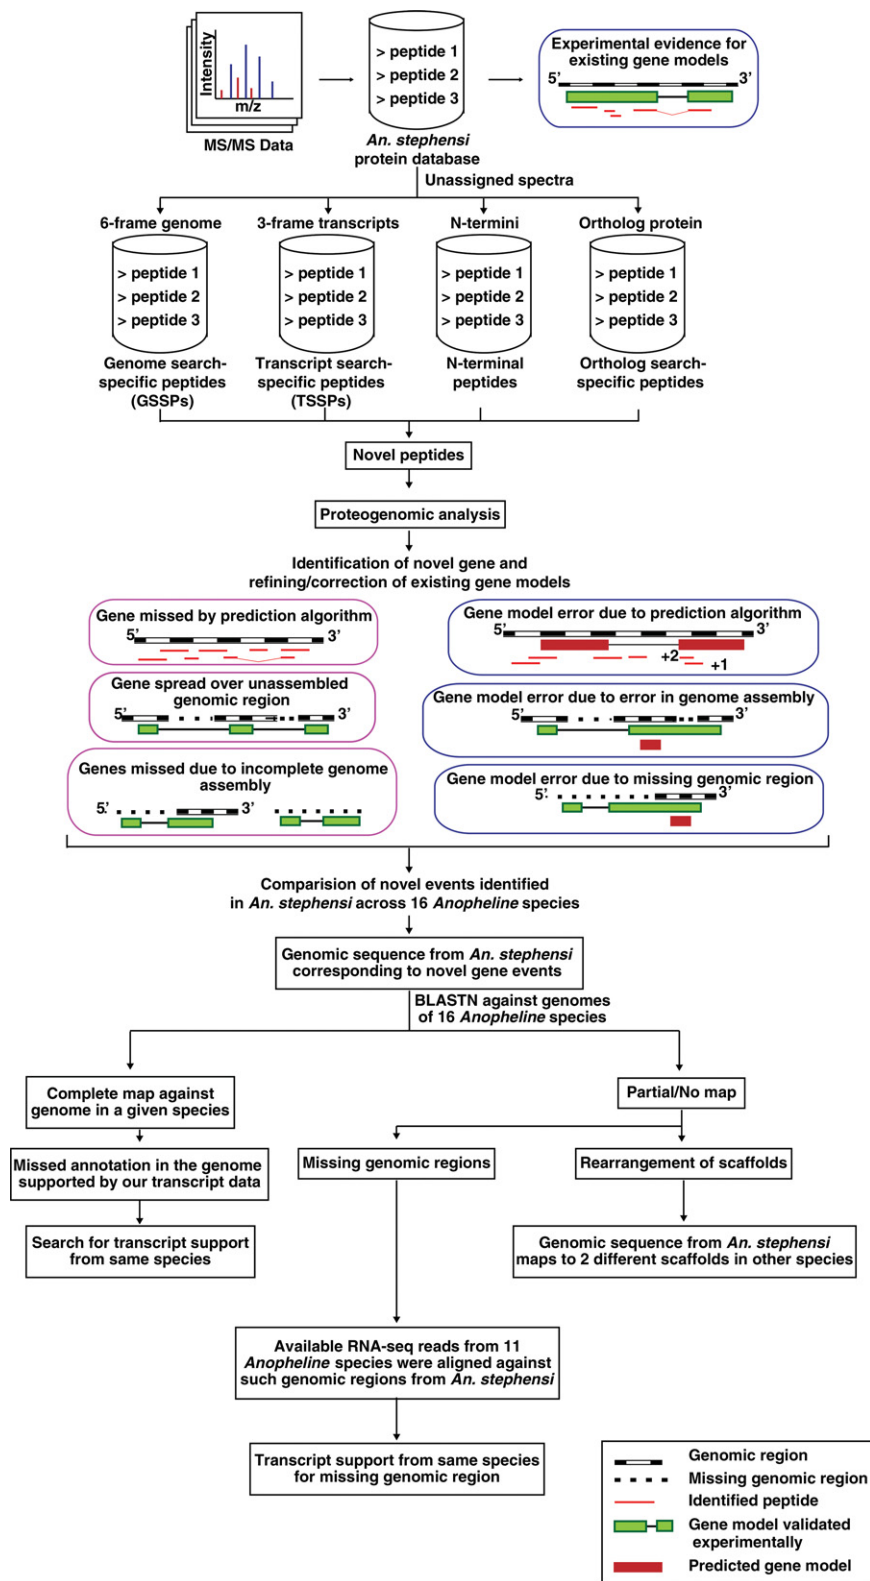 Intensity
m/z
MS/MS Data
> peptide 1
> peptide 2
> peptide 3
An. stephensi
protein database
Experimental evidence for
existing gene models
5’ 3’
Unassigned spectra
6-frame genome
> peptide 1
> peptide 2
> peptide 3
Genome search-
specific peptides
(GSSPs)
3-frame transcripts
> peptide 1
> peptide 2
> peptide 3
Transcript search-
specific peptides
(TSSPs)
N-termini
> peptide 1
> peptide 2
> peptide 3
N-terminal
peptides
Ortholog protein
> peptide 1
> peptide 2
> peptide 3
Ortholog search-
specific peptides
Novel peptides
Proteogenomic analysis
Identification of novel gene and
refining/correction of existing gene models
Gene missed by prediction algorithm
5’ 3’
Gene spread over unassembled
genomic region
5’ 3’
Genes missed due to incomplete genome
assembly
5’ 3’
Gene model error due to prediction algorithm
5’ 3’
+2
+1
Gene model error due to error in genome assembly
5’ 3’
Gene model error due to missing genomic region
5’ 3’
Comparision of novel events identified
in An. stephensi across 16 Anopheline species
Genomic sequence from An. stephensi
corresponding to novel gene events
BLASTN against genomes
of 16 Anopheline species
Complete map against
genome in a given species
Partial/No map
Missed annotation in the genome
supported by our transcript data
Missing genomic regions
Rearrangement of scaffolds
Search for transcript support
from same species
Genomic sequence from An. stephensi
maps to 2 different scaffolds in other species
Available RNA-seq reads from 11
Anopheline species were aligned against
such genomic regions from An. stephensi
Transcript support from same species
for missing genomic region
Genomic region
Missing genomic region
Identified peptide
Gene model validated
experimentally
Predicted gene model